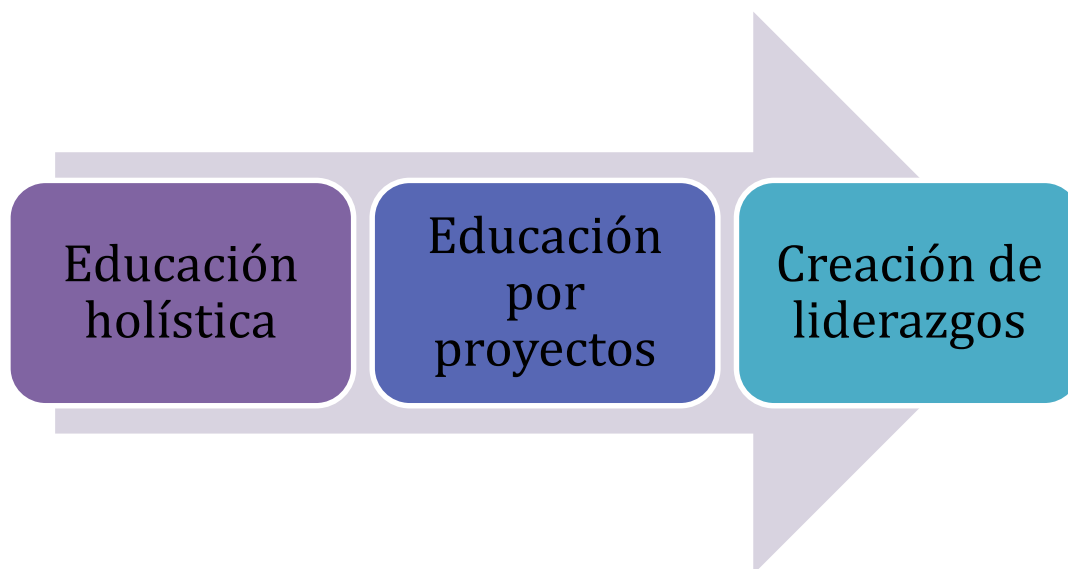 Educación
holística
Educación
por
proyectos
Creación de
liderazgos